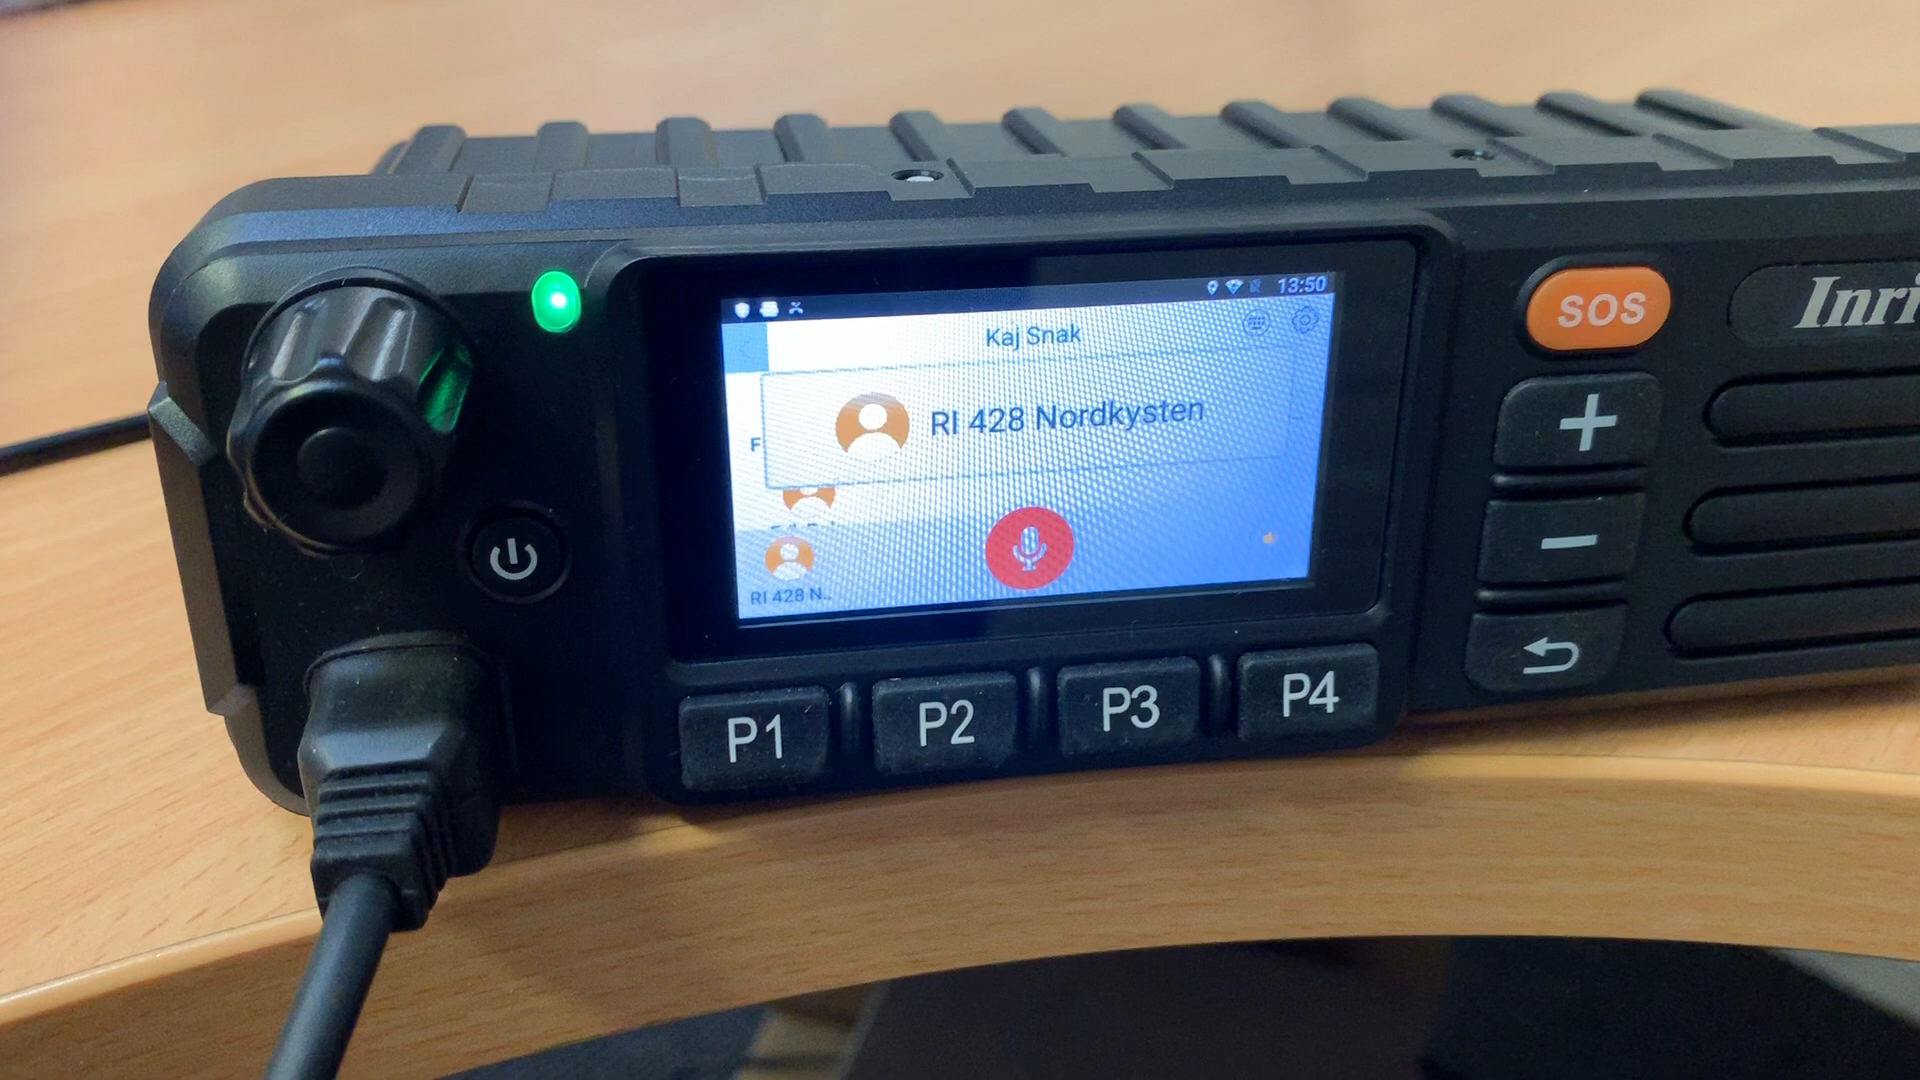 13:50
Kaj Snak
RI 428 Nordkysten
F
RI 428 N..
SOS
Inri
P1
P2
P3
P4